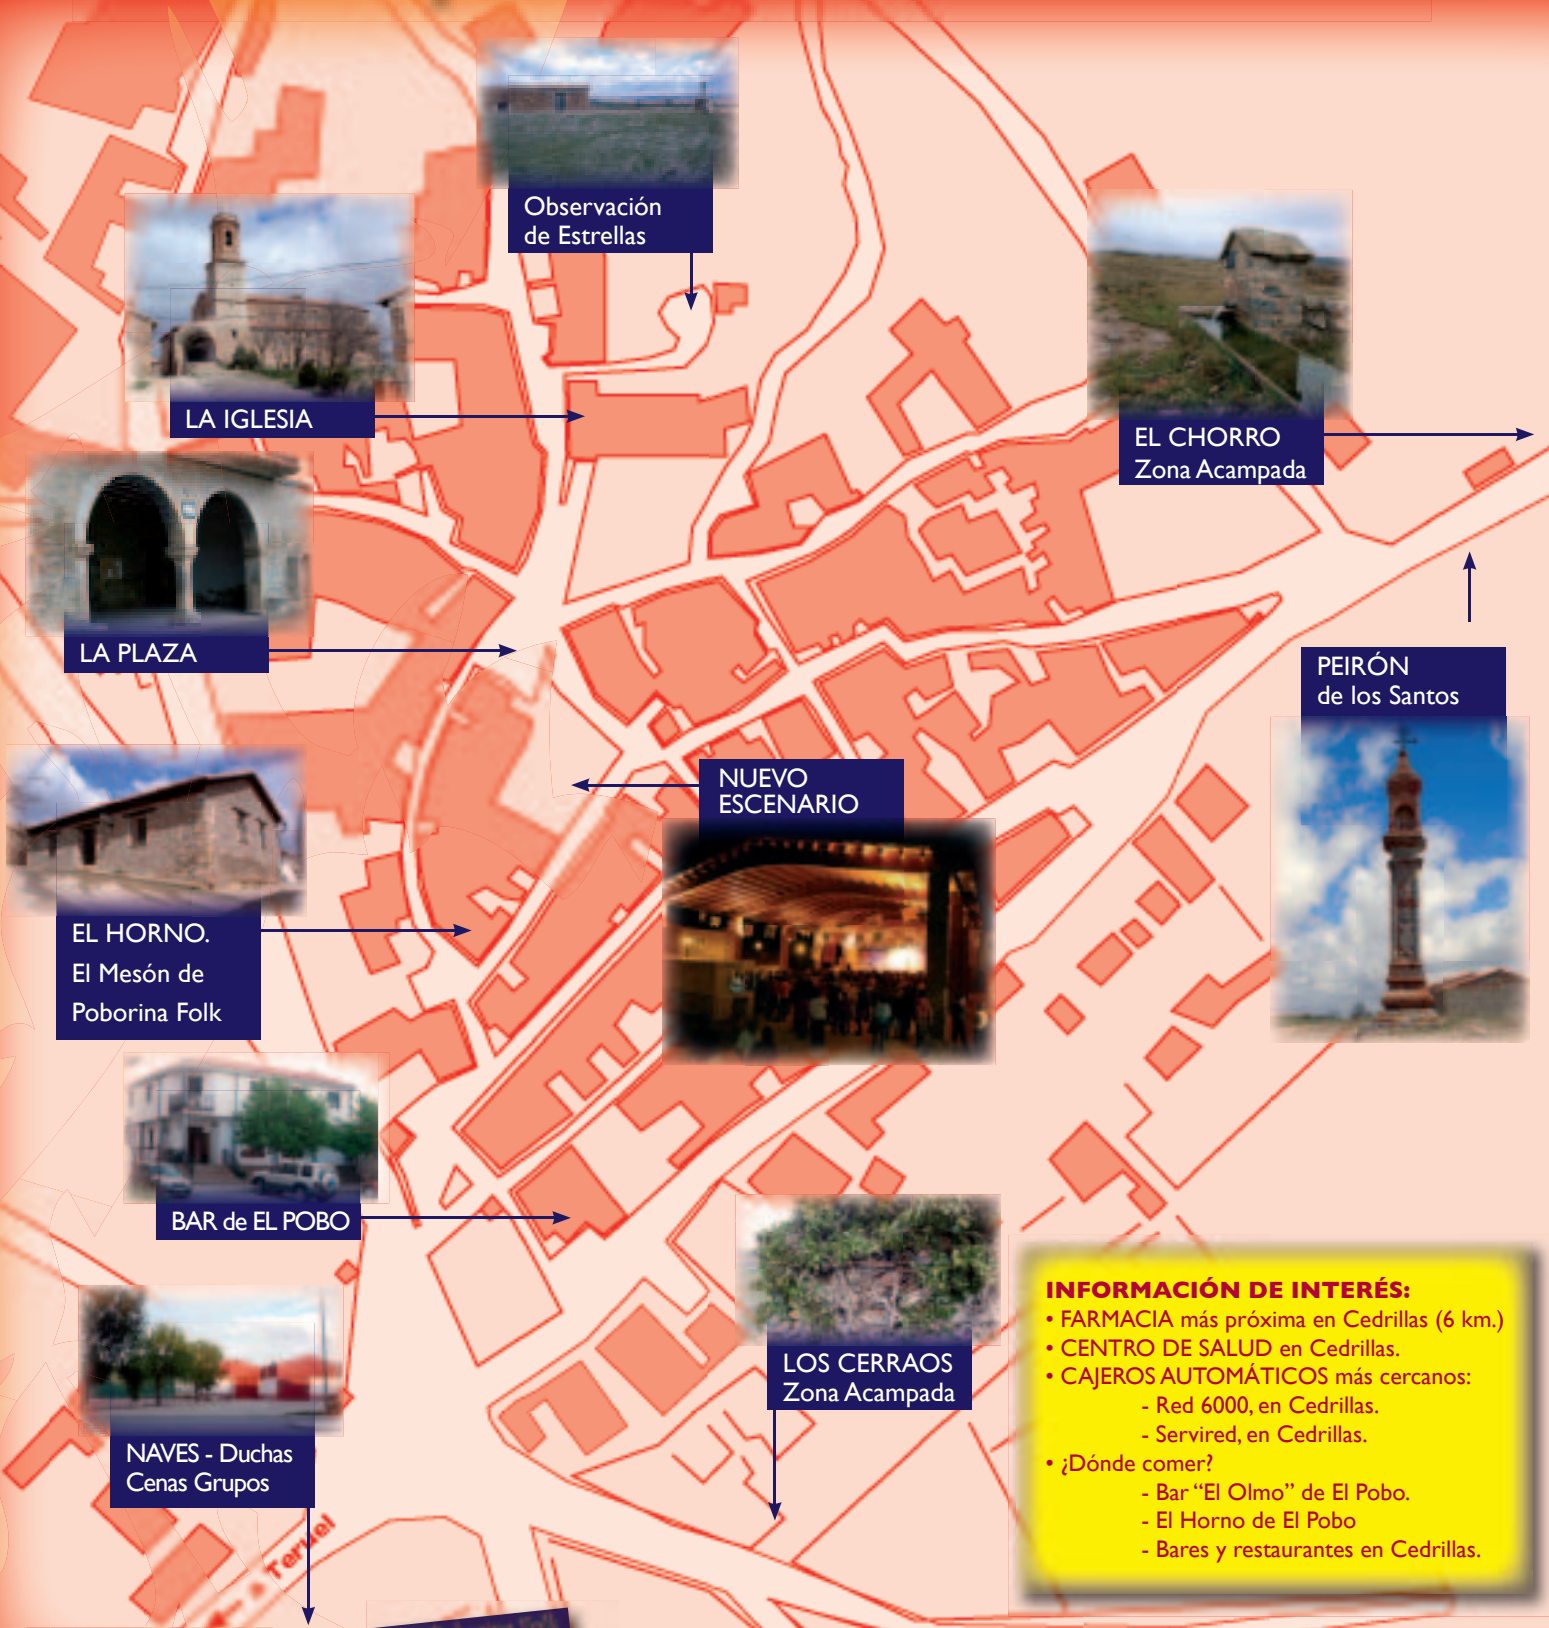 Observación
de Estrellas
LA IGLESIA
EL CHORRO
Zona Acampada
LA PLAZA
PEIRÓN
de los Santos
NUEVO
ESCENARIO
EL HORNO.
El Mesón de
Poborina Folk
BAR de EL POBO
LOS CERRAOS
Zona Acampada
NAVES - Duchas
Cenas Grupos
a Teruel
INFORMACIÓN DE INTERÉS:
• FARMACIA más próxima en Cedrillas (6 km.)
• CENTRO DE SALUD en Cedrillas.
• CAJEROS AUTOMÁTICOS más cercanos:
- Red 6000, en Cedrillas.
- Servired, en Cedrillas.
• ¿Dónde comer?
- Bar “El Olmo” de El Pobo.
- El Horno de El Pobo
- Bares y restaurantes en Cedrillas.